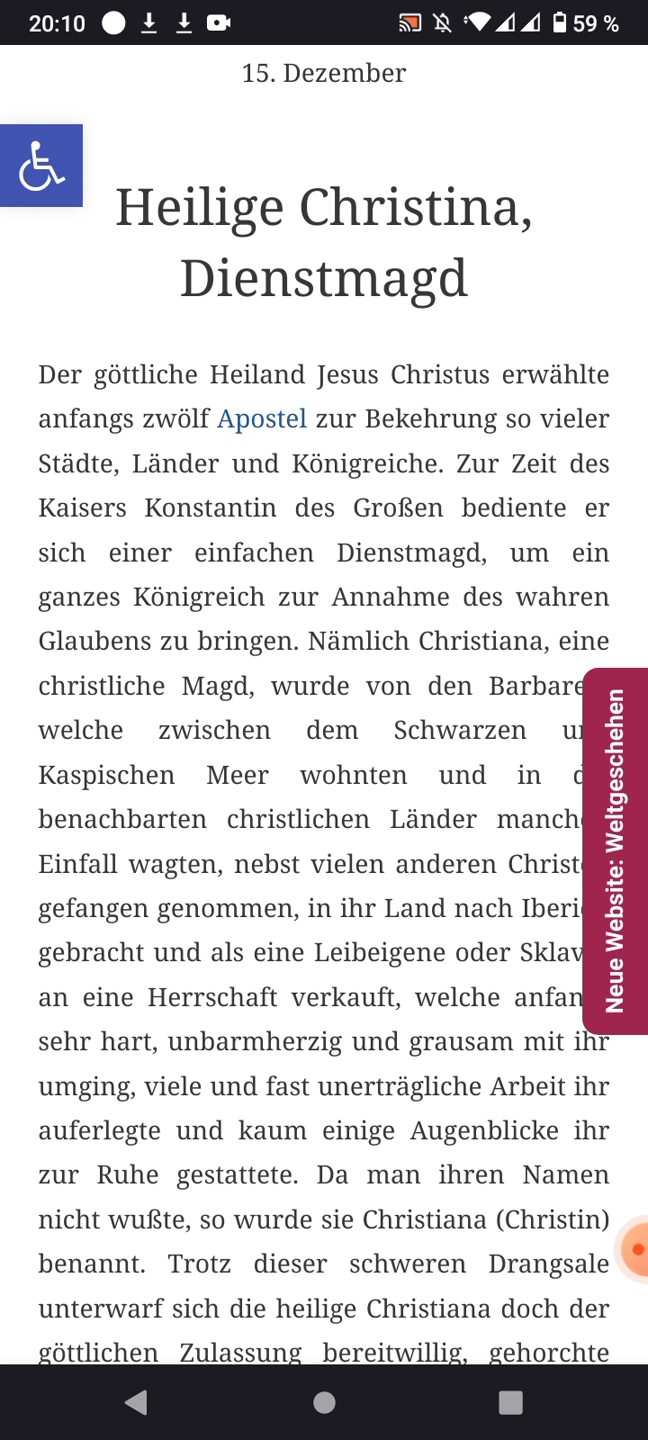 20:10
59 %
15. Dezember
Heilige Christina,
Dienstmagd
Der göttliche Heiland Jesus Christus erwählte
anfangs zwölf Apostel zur Bekehrung so vieler
Städte, Länder und Königreiche. Zur Zeit des
Kaisers Konstantin des Großen bediente er
sich einer einfachen Dienstmagd, um ein
ganzes Königreich zur Annahme des wahren
Glaubens zu bringen. Nämlich Christiana, eine
christliche Magd, wurde von den
welche zwischen dem Schwarzen
Kaspischen Meer wohnten und in
benachbarten christlichen Länder
Einfall wagten, nebst vielen anderen
gefangen genommen, in ihr Land nach
gebracht und als eine Leibeigene oder
an eine Herrschaft verkauft, welche
sehr hart, unbarmherzig und grausam mit ihr
umging, viele und fast unerträgliche Arbeit ihr
auferlegte und kaum einige Augenblicke ihr
zur Ruhe gestattete. Da man ihren Namen
nicht wußte, so wurde sie Christiana (Christin)
benannt. Trotz dieser schweren Drangsale
unterwarf sich die heilige Christiana doch der
göttlichen Zulassung bereitwillig, gehorchte
Neue Website: Weltgeschehen